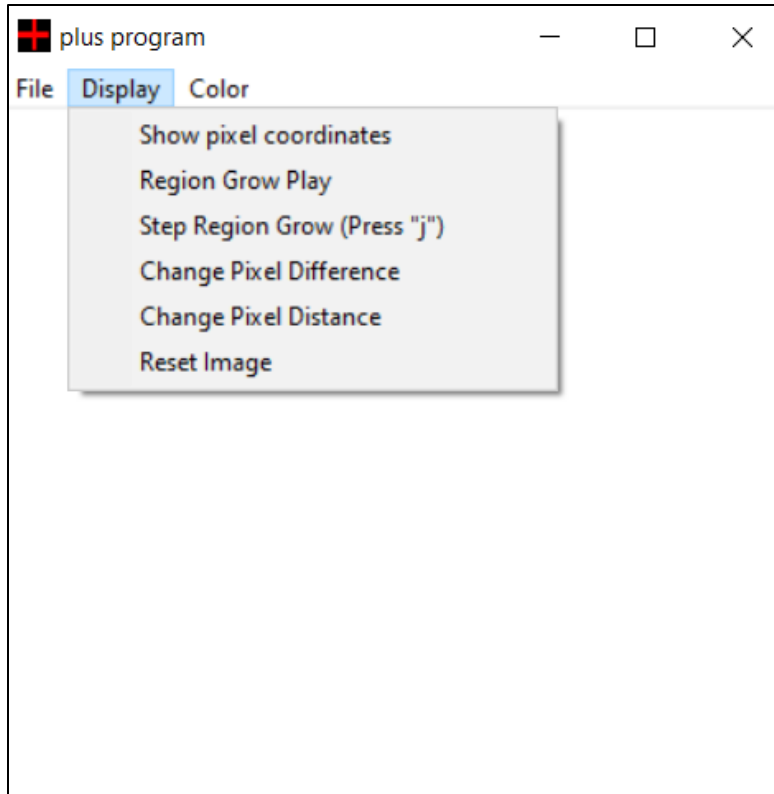 plus program
File Display Color
Show pixel coordinates
Region Grow Play
Step Region Grow (Press "j")
Change Pixel Difference
Change Pixel Distance
Reset Image